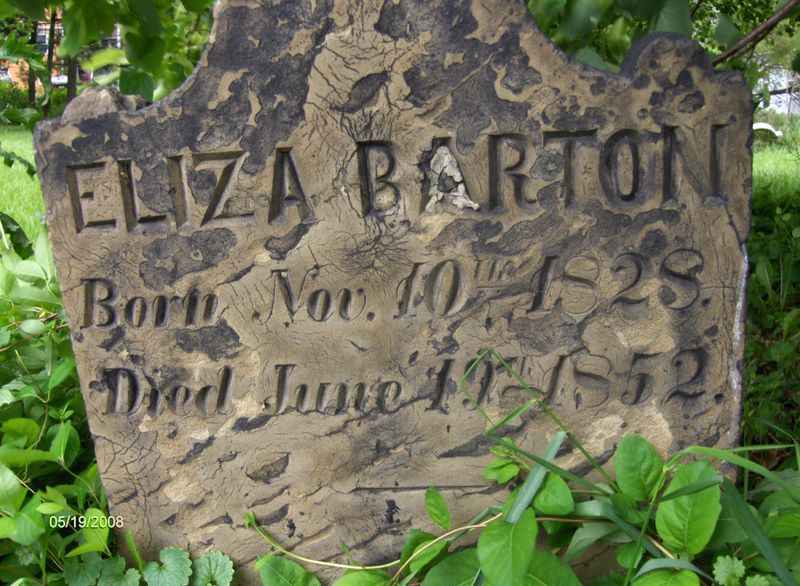 ELIZA BARTON
Born Nov. 10TH 1828.
Died June 19th 1852.
05/19/2008